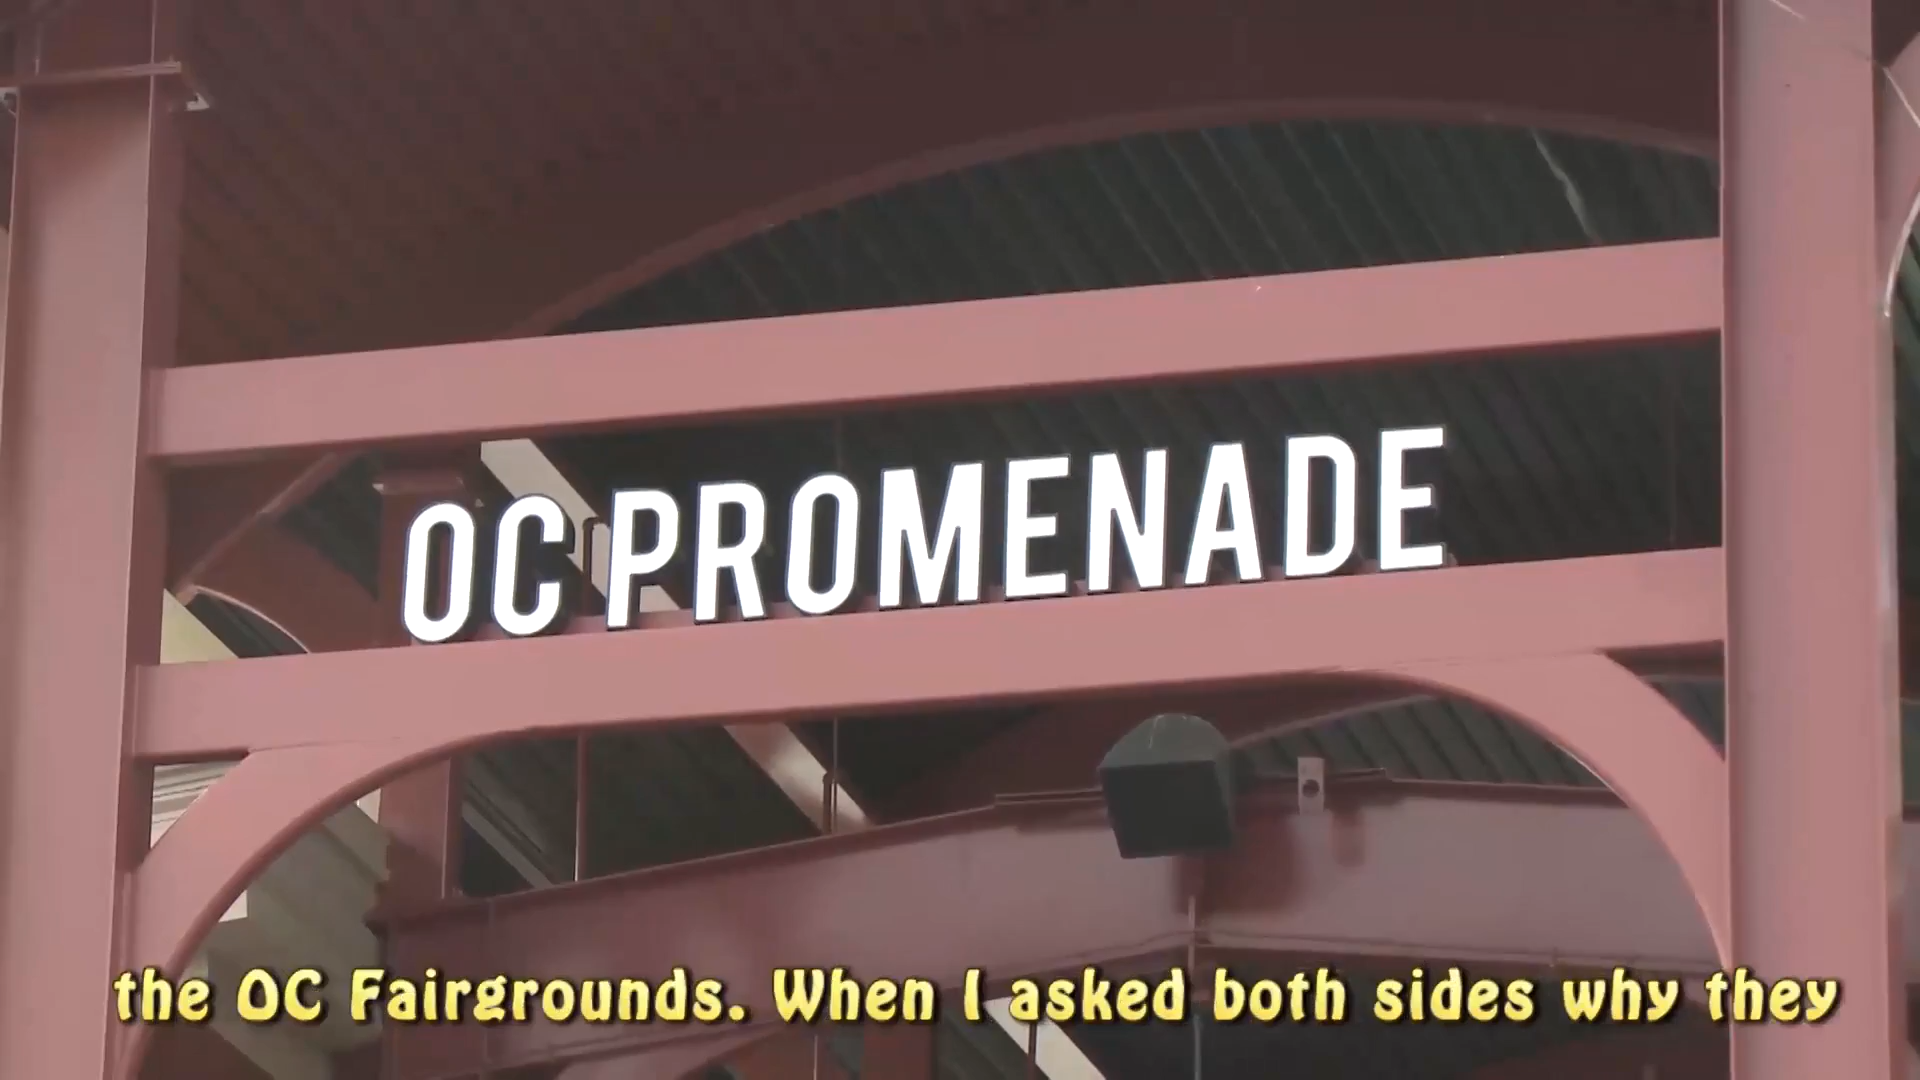 OC PROMENADE
the OC Fairgrounds. When I asked both sides why they